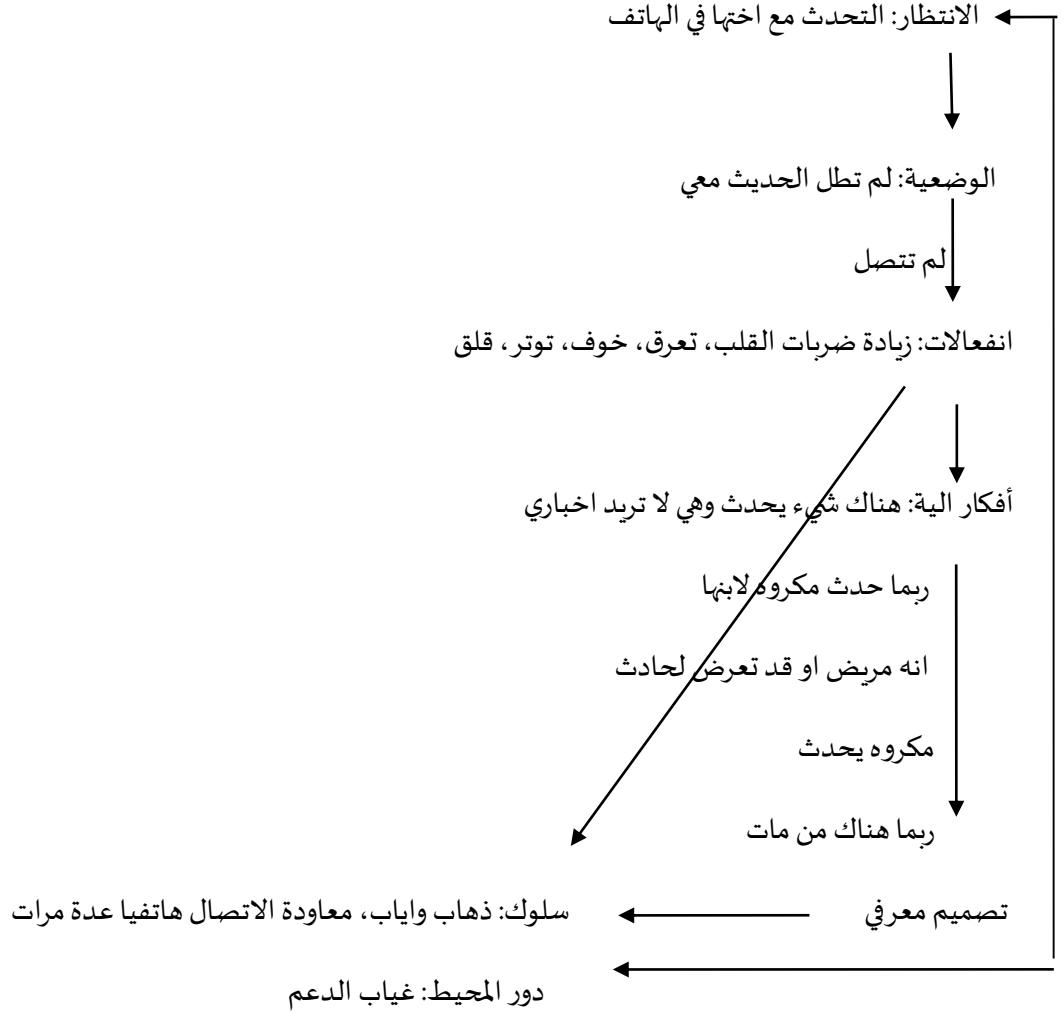 الانتظار: التحدث مع اختها في الهاتف
الوضعية: لم تطل الحديث معي
لم تتصل
انفعالات: زيادة ضربات القلب، تعرق، خوف، توتر، قلق
أفكار الية: هناك شيء يحدث وهي لا تريد اخباري
ربما حدث مكروه لابنها
انه مريض او قد تعرض لحادث
مكروه يحدث
ربما هناك من مات
تصميم معرفي
سلوك: ذهاب واياب، معاودة الاتصال هاتفيا عدة مرات
دور المحيط: غياب الدعم